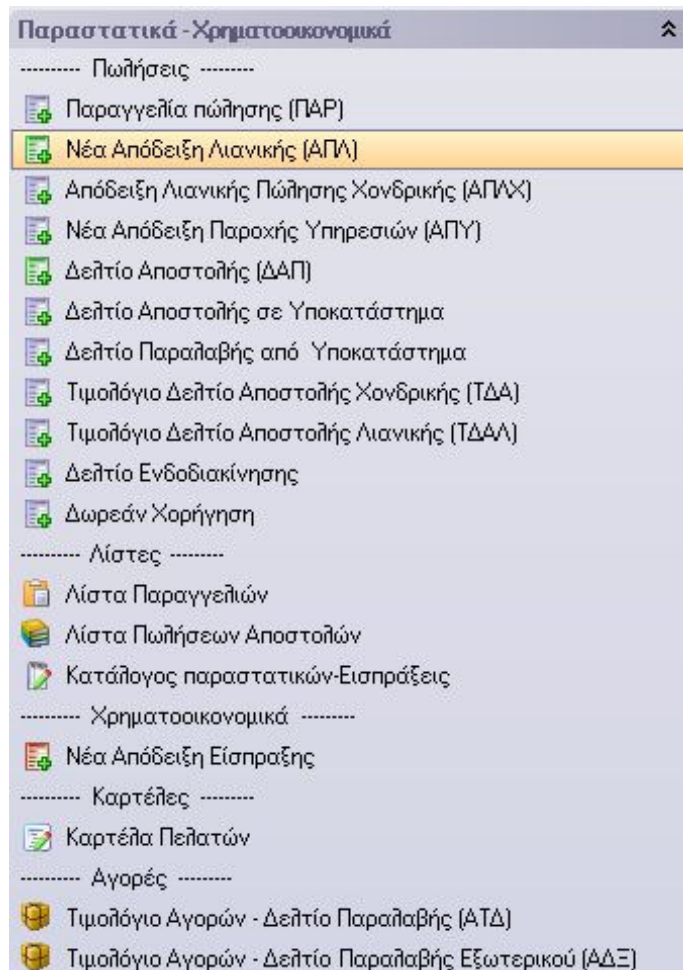 Παραστατικά - Χρηματοοικονομικά
--------- Πωλήσεις ---------
Παραγγελία πώλησης (ΠΑΡ)
Νέα Απόδειξη Λιανικής (ΑΠΛ)
Απόδειξη Λιανικής Πώλησης Χονδρικής (ΑΠΛΧ)
Νέα Απόδειξη Παροχής Υπηρεσιών (ΑΠΥ)
Δελτίο Αποστολής (ΔΑΠ)
Δελτίο Αποστολής σε Υποκατάστημα
Δελτίο Παραλαβής από Υποκατάστημα
Τιμολόγιο Δελτίο Αποστολής Χονδρικής (ΤΔΑ)
Τιμολόγιο Δελτίο Αποστολής Λιανικής (ΤΔΑΛ)
Δελτίο Ενδοδιακίνησης
Δωρεάν Χορήγηση
---------- Λίστες ---------
Λίστα Παραγγελιών
Λίστα Πωλήσεων Αποστολών
Κατάλογος παραστατικών-Εισπράξεις
---------- Χρηματοοικονομικά ---------
Νέα Απόδειξη Είσπραξης
---------- Καρτέλες ---------
Καρτέλα Πελατών
---------- Αγορές ---------
Τιμολόγιο Αγορών - Δελτίο Παραλαβής (ΑΤΔ)
Τιμολόγιο Αγορών - Δελτίο Παραλαβής Εξωτερικού (ΑΔΞ)